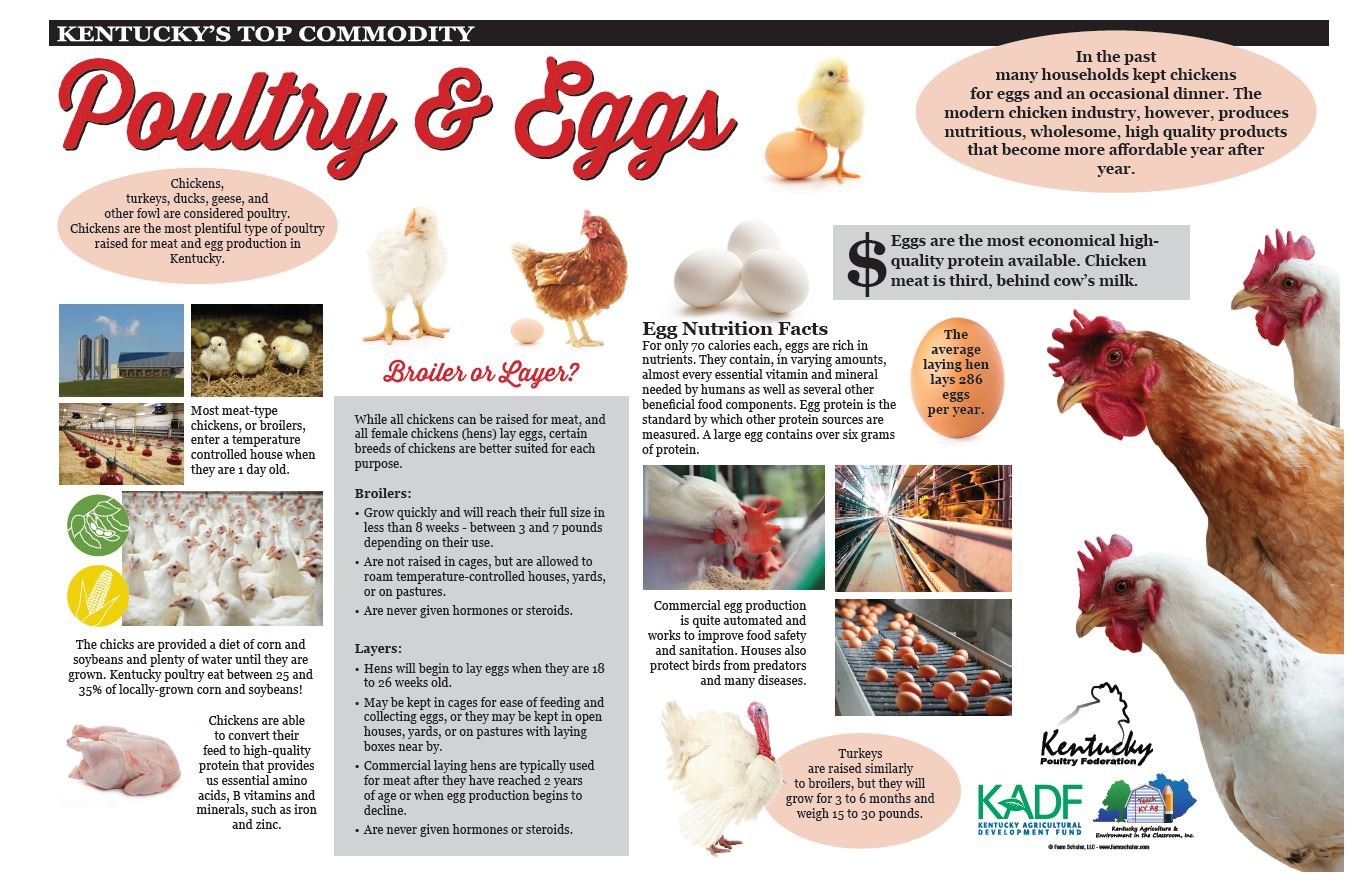 KENTUCKY'S TOP COMMODITY
Poultry & Eggs
In the past
many households kept chickens
for eggs and an occasional dinner. The
modern chicken industry, however, produces
nutritious, wholesome, high quality products
that become more affordable year after
year.
Chickens,
turkeys, ducks, geese, and
other fowl are considered poultry.
Chickens are the most plentiful type of poultry
raised for meat and egg production in
Kentucky.
Most meat-type
chickens, or broilers,
enter a temperature
controlled house when
they are 1 day old.
The chicks are provided a diet of corn and
soybeans and plenty of water until they are
grown. Kentucky poultry eat between 25 and
35% of locally-grown corn and soybeans!
Chickens are able
to convert their
feed to high-quality
protein that provides
us essential amino
acids, B vitamins and
minerals, such as iron
and zinc.
Broiler or Layer?
While all chickens can be raised for meat, and
all female chickens (hens) lay eggs, certain
breeds of chickens are better suited for each
purpose.
Broilers:
• Grow quickly and will reach their full size in
less than 8 weeks - between 3 and 7 pounds
depending on their use.
• Are not raised in cages, but are allowed to
roam temperature-controlled houses, yards,
or on pastures.
• Are never given hormones or steroids.
Layers:
• Hens will begin to lay eggs when they are 18
to 26 weeks old.
• May be kept in cages for ease of feeding and
collecting eggs, or they may be kept in open
houses, yards, or on pastures with laying
boxes near by.
• Commercial laying hens are typically used
for meat after they have reached 2 years
of age or when egg production begins to
decline.
• Are never given hormones or steroids.
$ Eggs are the most economical high-
quality protein available. Chicken
meat is third, behind cow's milk.
Egg Nutrition Facts
For only 70 calories each, eggs are rich in
nutrients. They contain, in varying amounts,
almost every essential vitamin and mineral
needed by humans as well as several other
beneficial food components. Egg protein is the
standard by which other protein sources are
measured. A large egg contains over six grams
of protein.
The
average
laying hen
lays 286
eggs
per year.
Commercial egg production
is quite automated and
works to improve food safety
and sanitation. Houses also
protect birds from predators
and many diseases.
Turkeys
are raised similarly
to broilers, but they will
grow for 3 to 6 months and
weigh 15 to 30 pounds.
Kentucky
Poultry Federation
KADF
KENTUCKY AGRICULTURAL
DEVELOPMENT FUND
Teach
KY AG
Kentucky Agriculture &
Environment in the Classroom, Inc.
© Farm Scholar, LLC - www.farmscholar.com